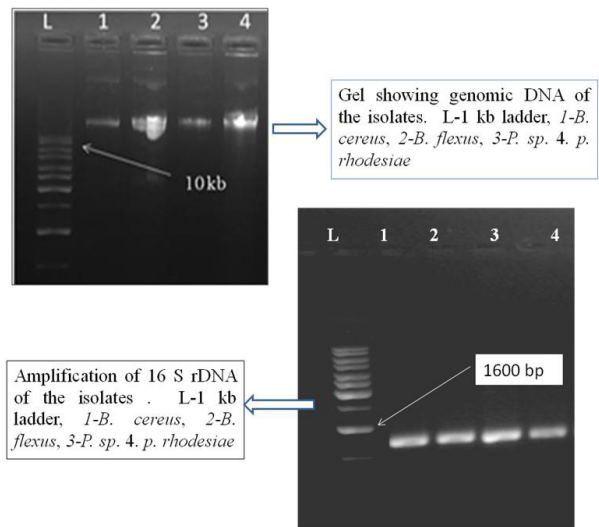 L 1 2 3 4
10kb
Gel showing genomic DNA of
the isolates. L-1 kb ladder, 1-B.
cereus, 2-B. flexus, 3-P. sp. 4. p.
rhodesiae
L 1 2 3 4
1600 bp
Amplification of 16 S rDNA
of the isolates . L-1 kb
ladder, 1-B. cereus, 2-B.
flexus, 3-P. sp. 4. p. rhodesiae